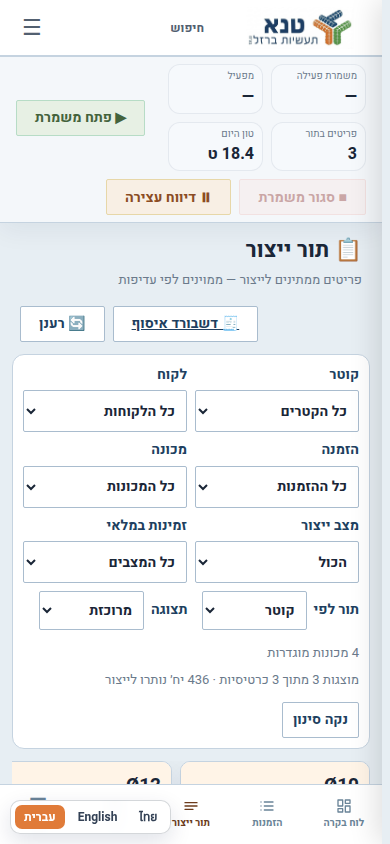 טנא
תעשיות ברזל
חיפוש
☰
משמרת פעילה
—
מפעיל
—
▶ פתח משמרת
פריטים בתור
3
טון היום
18.4 ט
■ סגור משמרת
⏸ דיווח עצירה
📋 תור ייצור
פריטים ממתינים לייצור — ממוינים לפי עדיפות
🧾 דשבורד איסוף
🔄 רענן
קוטר
לקוח
כל הקטרים
כל הלקוחות
הזמנה
מכונה
כל ההזמנות
כל המכונות
מצב ייצור
זמינות במלאי
הכול
כל המצבים
תור לפי
קוטר
תצוגה
מרוכזת
4 מכונות מוגדרות
מוצגות 3 מתוך 3 כרטיסיות · 436 יח' נותרו לייצור
נקה סינון
Ø10
Ø12
לוח בקרה
הזמנות
תור ייצור
עברית
English
ไทย